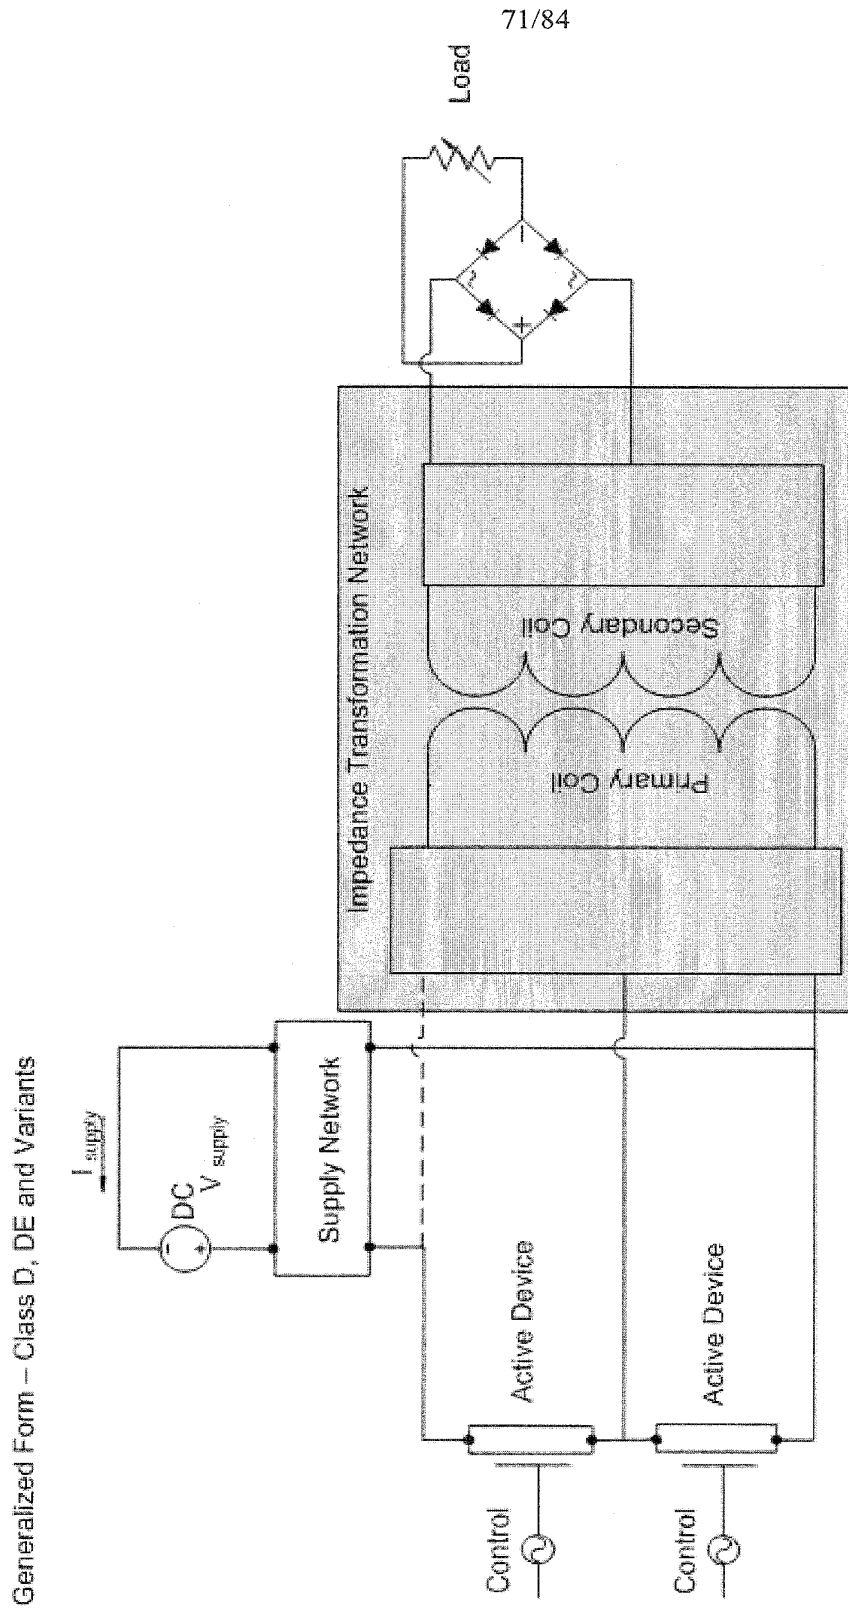 71/84
Generalized Form – Class D, DE and Variants
I supply
DC
V supply
-
+
Supply Network
Impedance Transformation Network
Primary Coil
Secondary Coil
Load
~
+
-
~
Control
Active Device
Control
Active Device